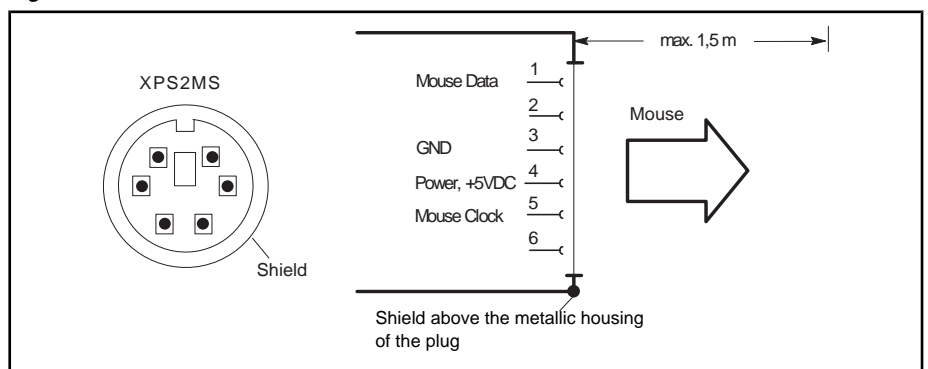 XPS2MS
Shield
max. 1,5 m
Mouse Data 1
2
GND 3
Power, +5VDC 4
Mouse Clock 5
6
Mouse
Shield above the metallic housing
of the plug